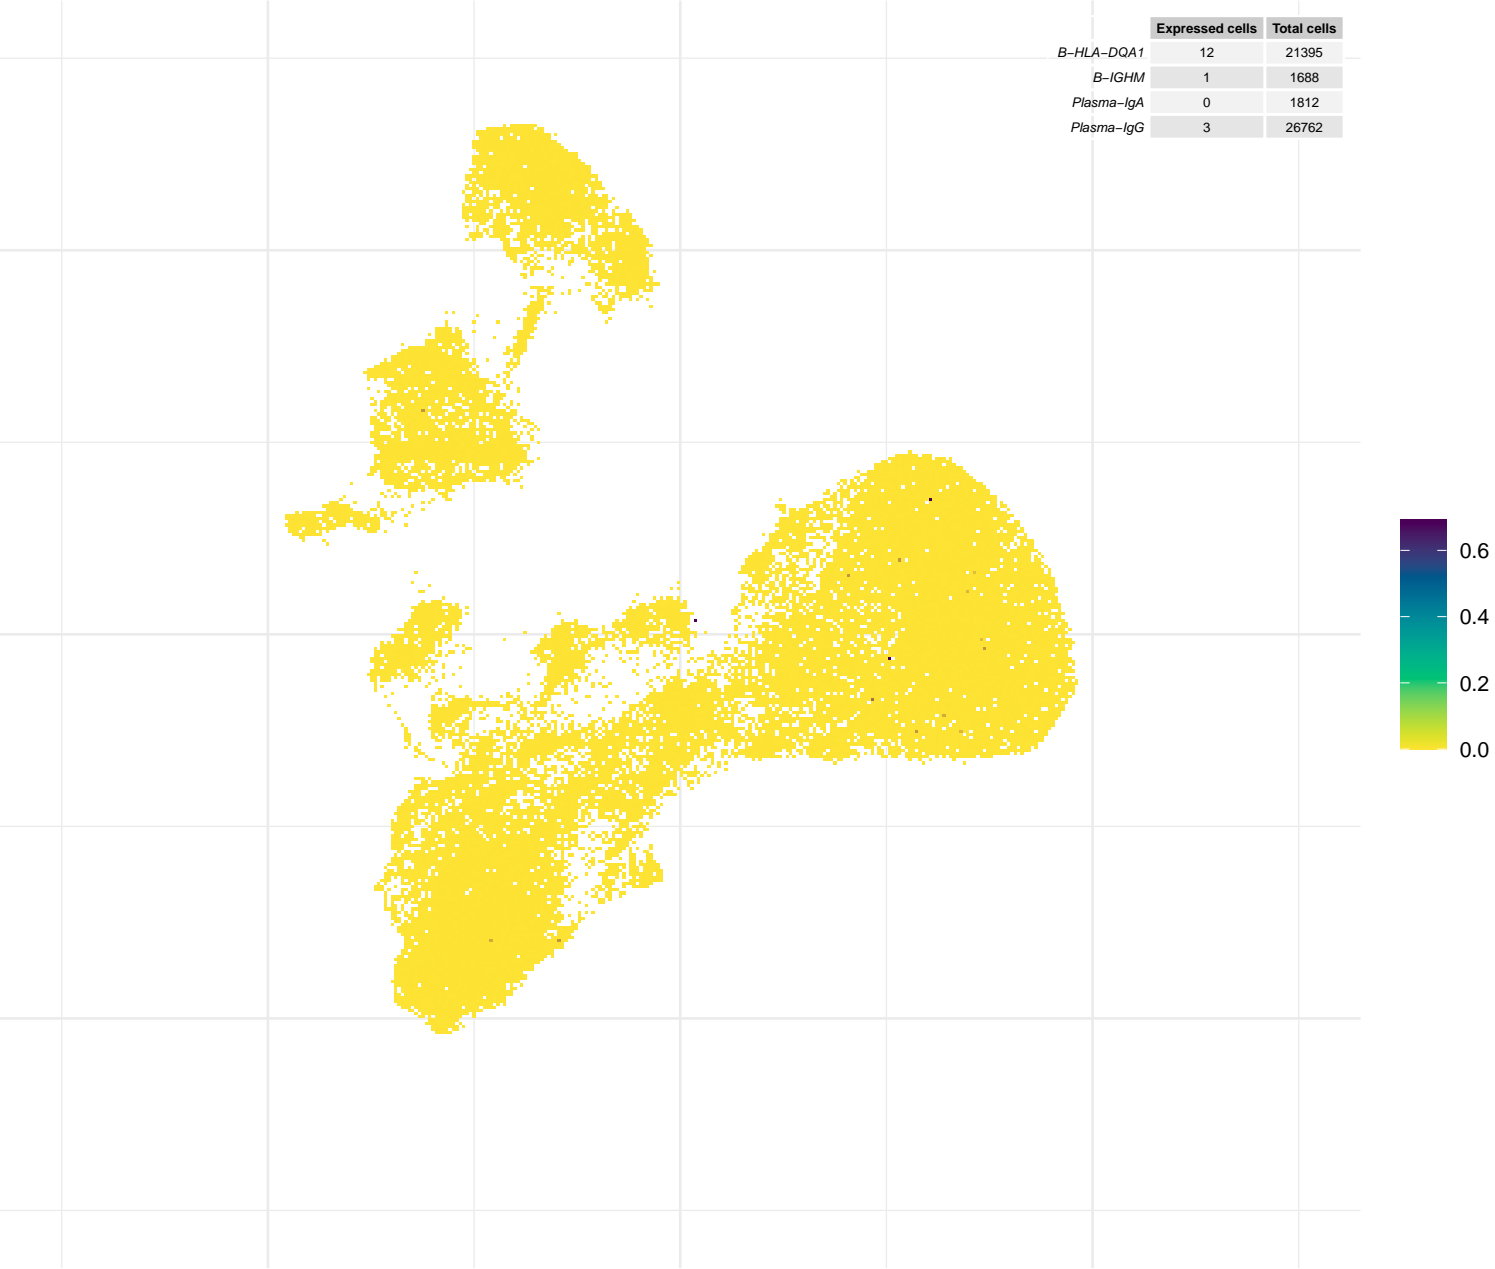 Expressed cells Total cells
B−HLA−DQA1 12 21395
B−IGHM 1 1688
Plasma−IgA 0 1812
Plasma−IgG 3 26762
0.6
0.4
0.2
0.0